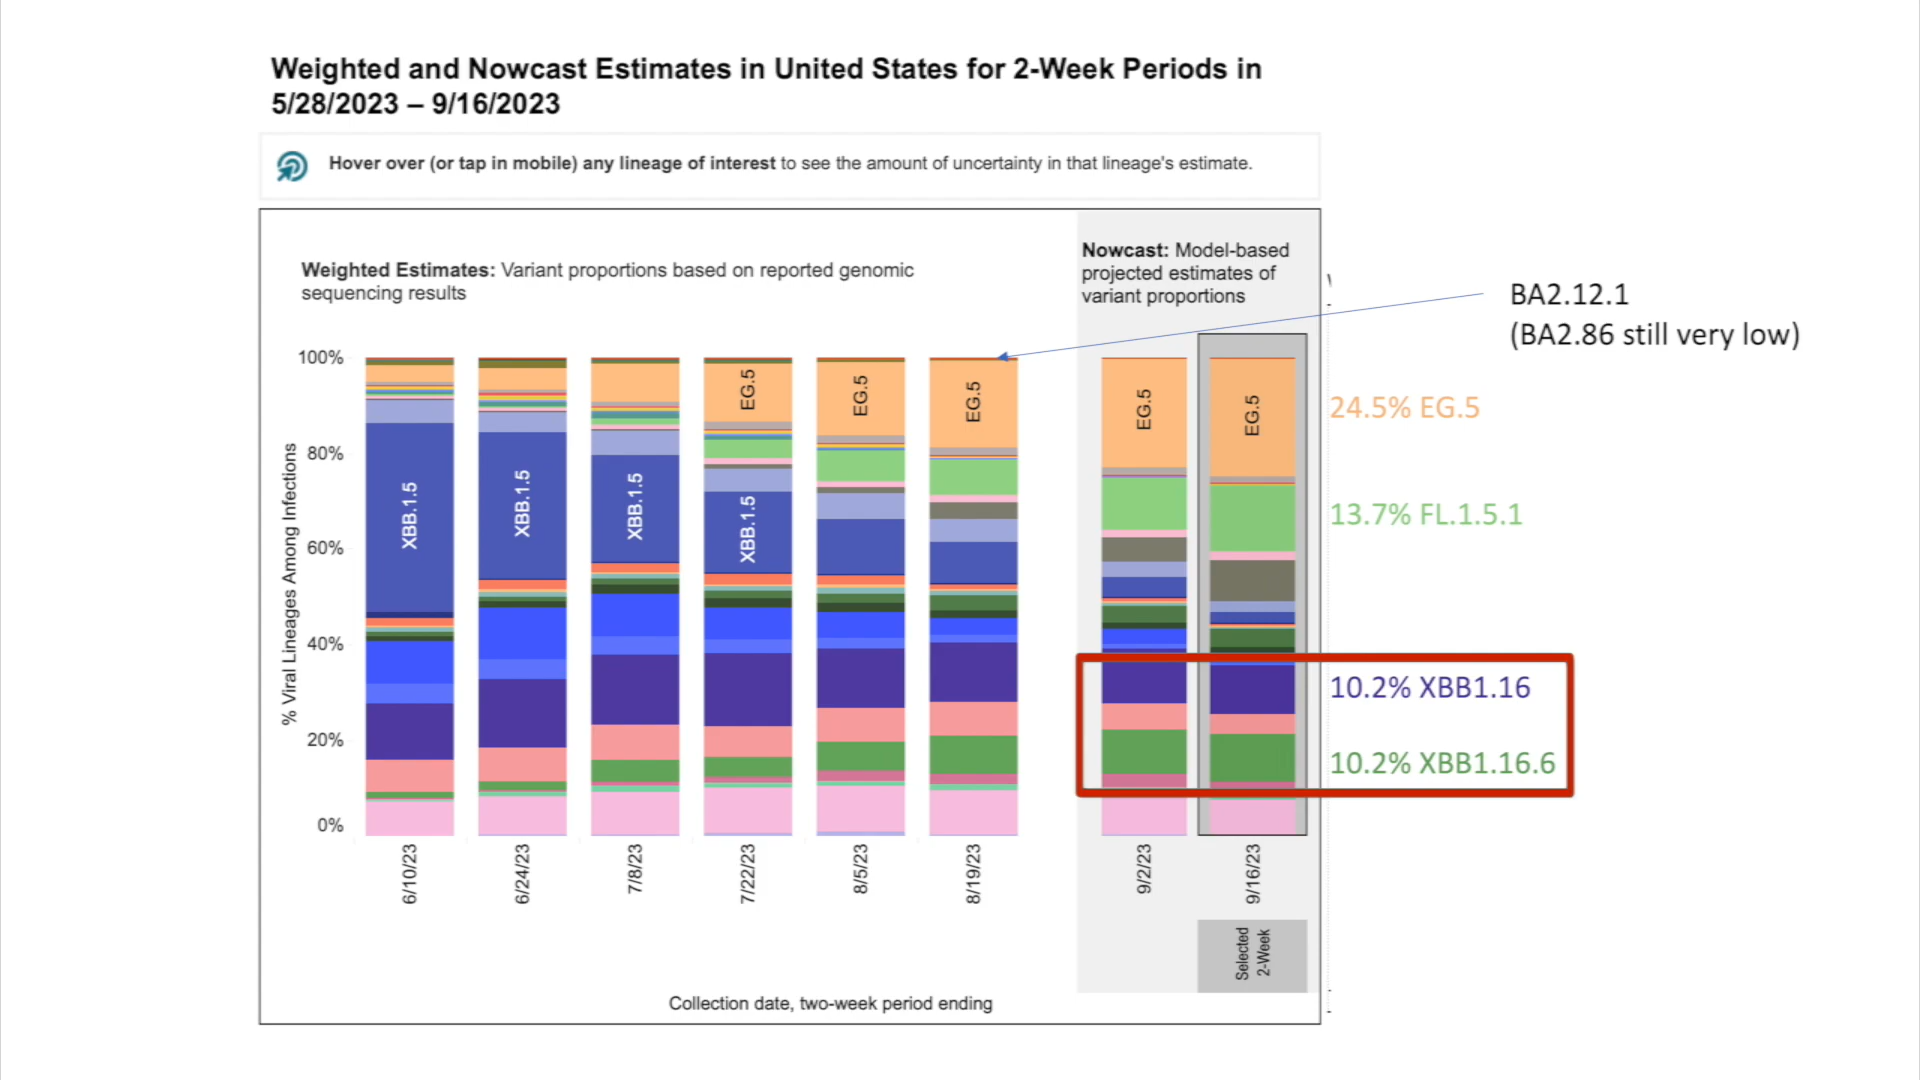 Weighted and Nowcast Estimates in United States for 2-Week Periods in
5/28/2023 – 9/16/2023
Hover over (or tap in mobile) any lineage of interest to see the amount of uncertainty in that lineage's estimate.
Weighted Estimates: Variant proportions based on reported genomic
sequencing results
Nowcast: Model-based
projected estimates of
variant proportions
BA2.12.1
(BA2.86 still very low)
% Viral Lineages Among Infections
100%
80%
60%
40%
20%
0%
XBB.1.5
XBB.1.5
XBB.1.5
XBB.1.5
EG.5
EG.5
EG.5
EG.5
EG.5
24.5% EG.5
13.7% FL.1.5.1
10.2% XBB1.16
10.2% XBB1.16.6
6/10/23
6/24/23
7/8/23
7/22/23
8/5/23
8/19/23
9/2/23
9/16/23
Selected
2-Week
Collection date, two-week period ending